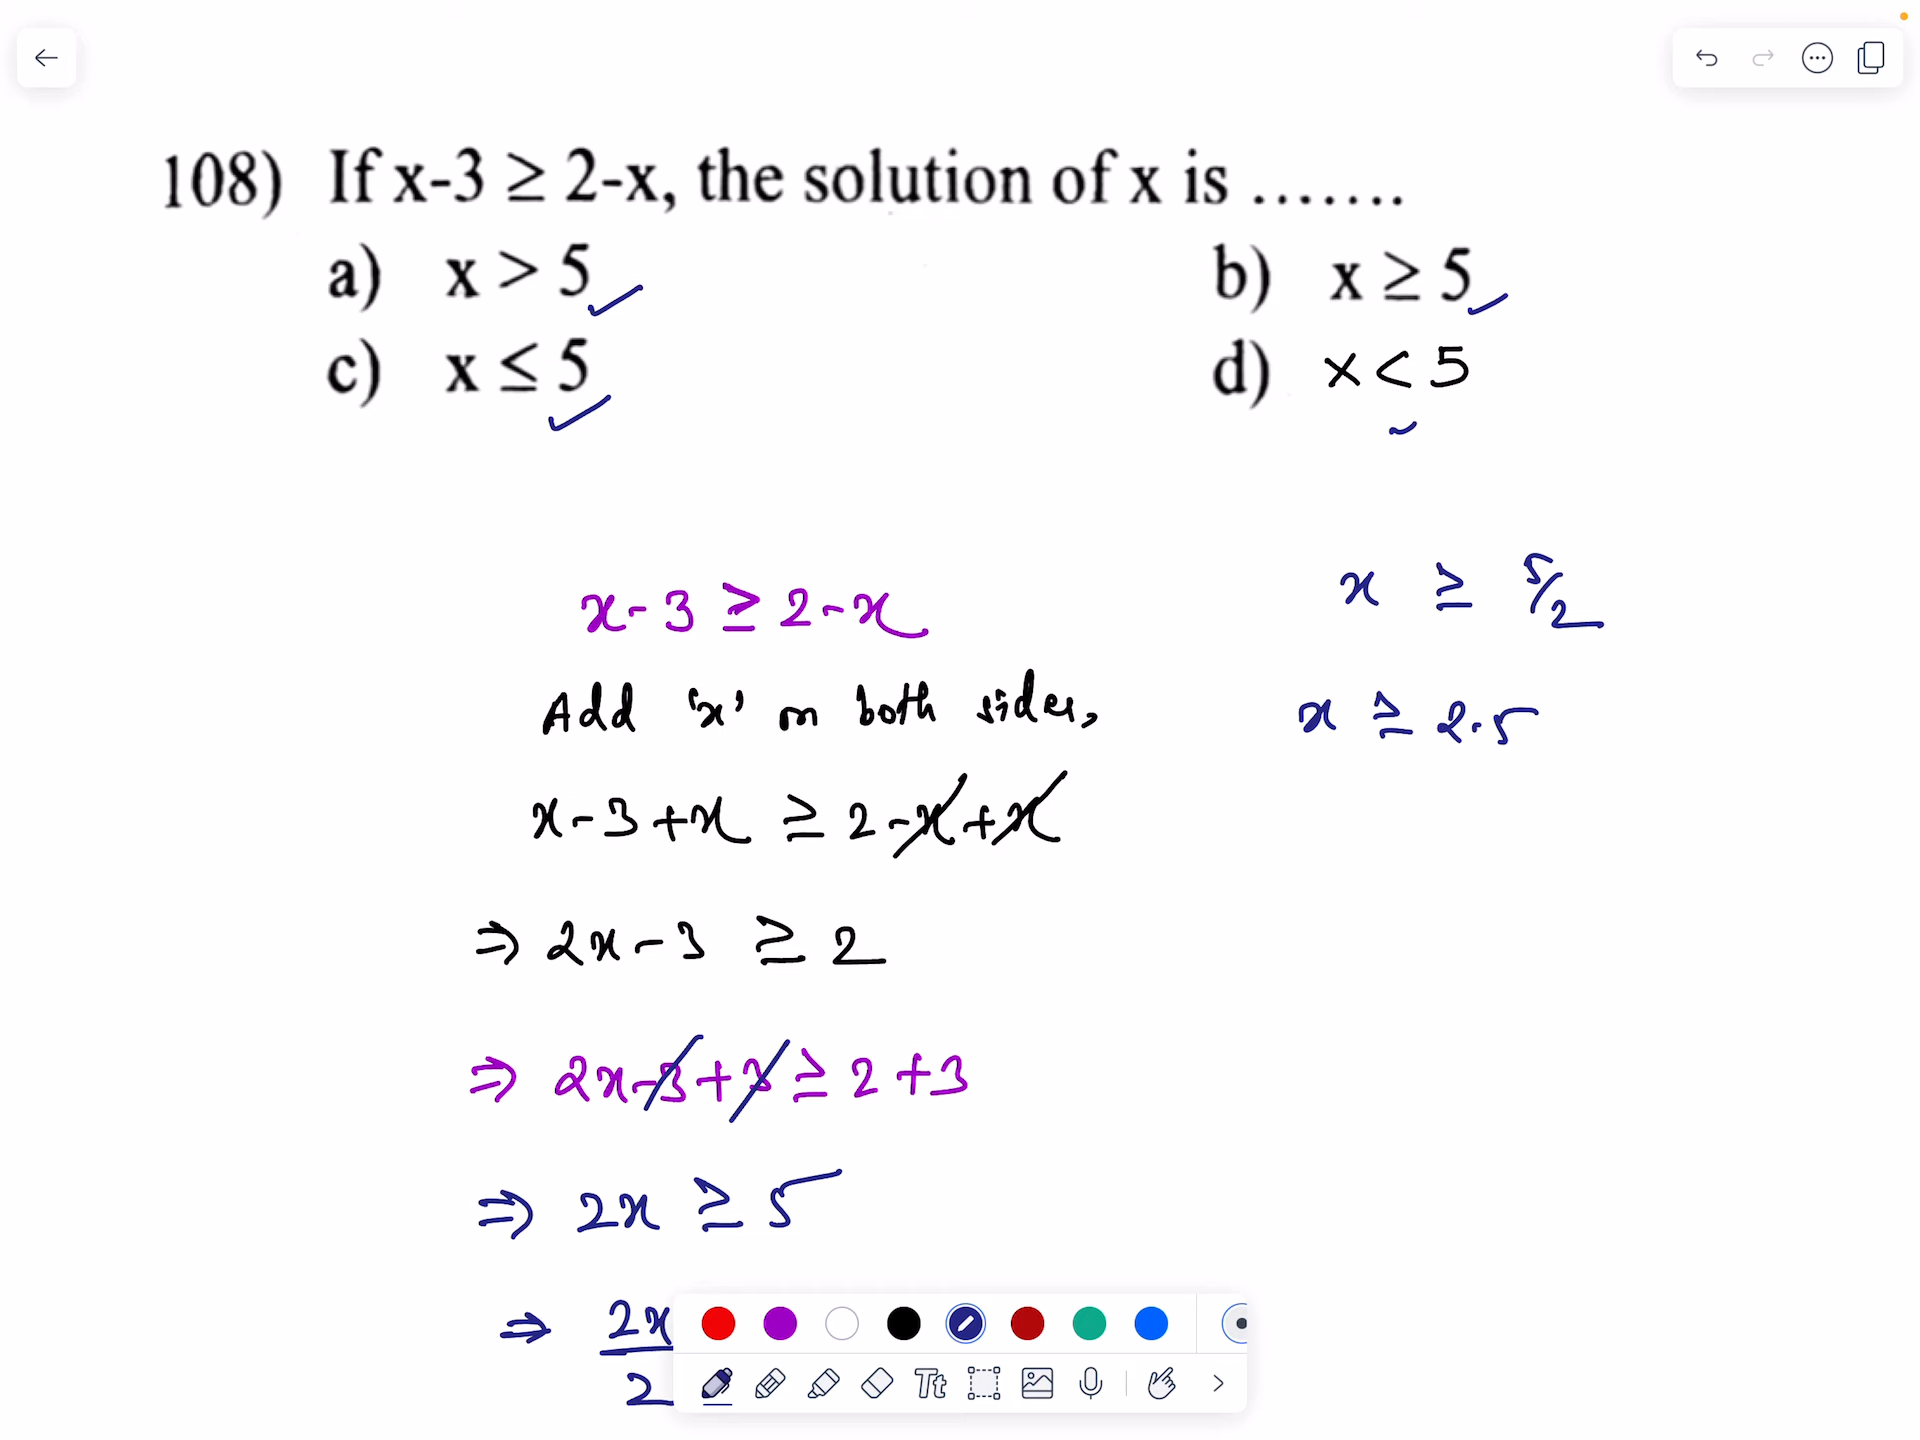 108) If x-3 ≥ 2-x, the solution of x is .......
a) x > 5 b) x ≥ 5
c) x ≤ 5 d) x < 5
x - 3 ≥ 2 - x
Add 'x' on both sides,
x - 3 + x ≥ 2 - x + x
⇒ 2x - 3 ≥ 2
⇒ 2x - 3 + 3 ≥ 2 + 3
⇒ 2x ≥ 5
⇒ 2x
2
x ≥ 5/2
x ≥ 2.5
Tt